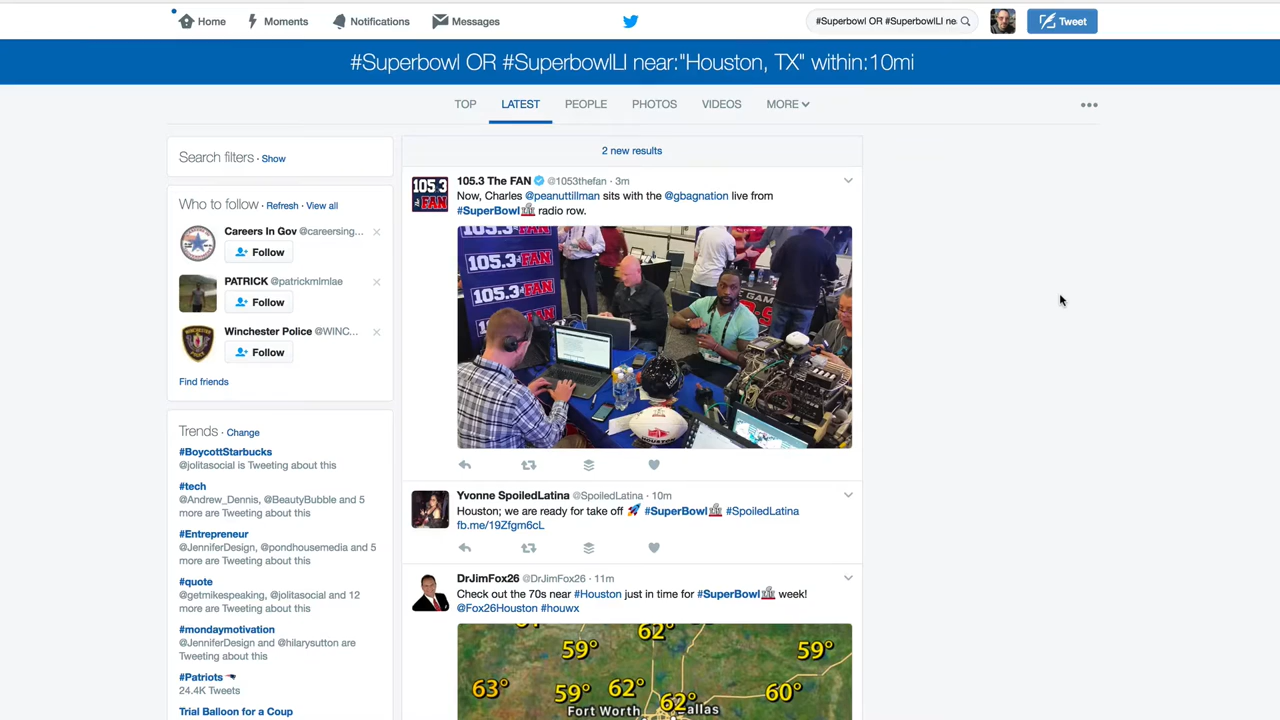 Home Moments Notifications Messages #Superbowl OR #SuperbowlLI ne Tweet
#Superbowl OR #SuperbowlLI near:"Houston, TX" within:10mi
TOP LATEST PEOPLE PHOTOS VIDEOS MORE
Search filters · Show
Who to follow · Refresh · View all
Careers In Gov @careersing...
Follow
PATRICK @patrickmlmlae
Follow
Winchester Police @WINC...
Follow
Find friends
Trends · Change
#BoycottStarbucks
@jolitasocial is Tweeting about this
#tech
@Andrew_Dennis, @BeautyBubble and 5
more are Tweeting about this
#Entrepreneur
@JenniferDesign, @pondhousemedia and 5
more are Tweeting about this
#quote
@getmikespeaking, @jolitasocial and 12
more are Tweeting about this
#mondaymotivation
@JenniferDesign and @hilarysutton are
Tweeting about this
#Patriots
24.4K Tweets
Trial Balloon for a Coup
2 new results
105.3 The FAN @1053thefan · 3m
Now, Charles @peanuttillman sits with the @gbagnation live from
#SuperBowl radio row.
105.3
the FAN
105.3 FAN
105.3 FAN
105.3 FAN
Yvonne SpoiledLatina @SpoiledLatina · 10m
Houston; we are ready for take off 🚀 #SuperBowl #SpoiledLatina
fb.me/19Zfgm6cL
DrJimFox26 @DrJimFox26 · 11m
Check out the 70s near #Houston just in time for #SuperBowl week!
@Fox26Houston #houwx
62°
59° 59°
63° 59° 62° 62° 60°
Fort Worth Dallas